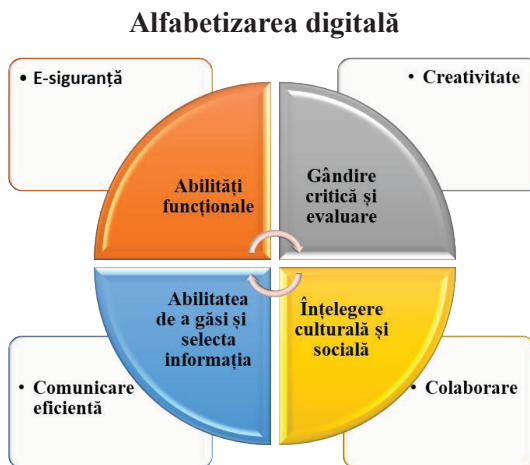 Alfabetizarea digitală
• E-siguranță
• Creativitate
Abilități
funcționale
Gândire
critică și
evaluare
Abilitatea
de a găsi și
selecta
informația
Înțelegere
culturală și
socială
• Comunicare
eficientă
• Colaborare